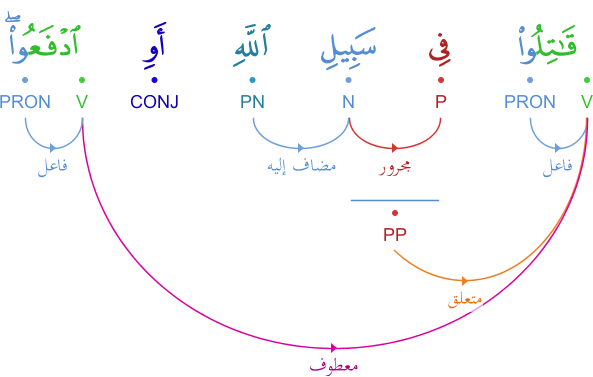 قَٰتِلُوا۟ فِى سَبِيلِ ٱللَّهِ أَوِ ٱدْفَعُوا۟ ۖ
PRON V CONJ PN N P PRON V
فاعل مضاف إليه مجرور فاعل
PP
متعلق
معطوف